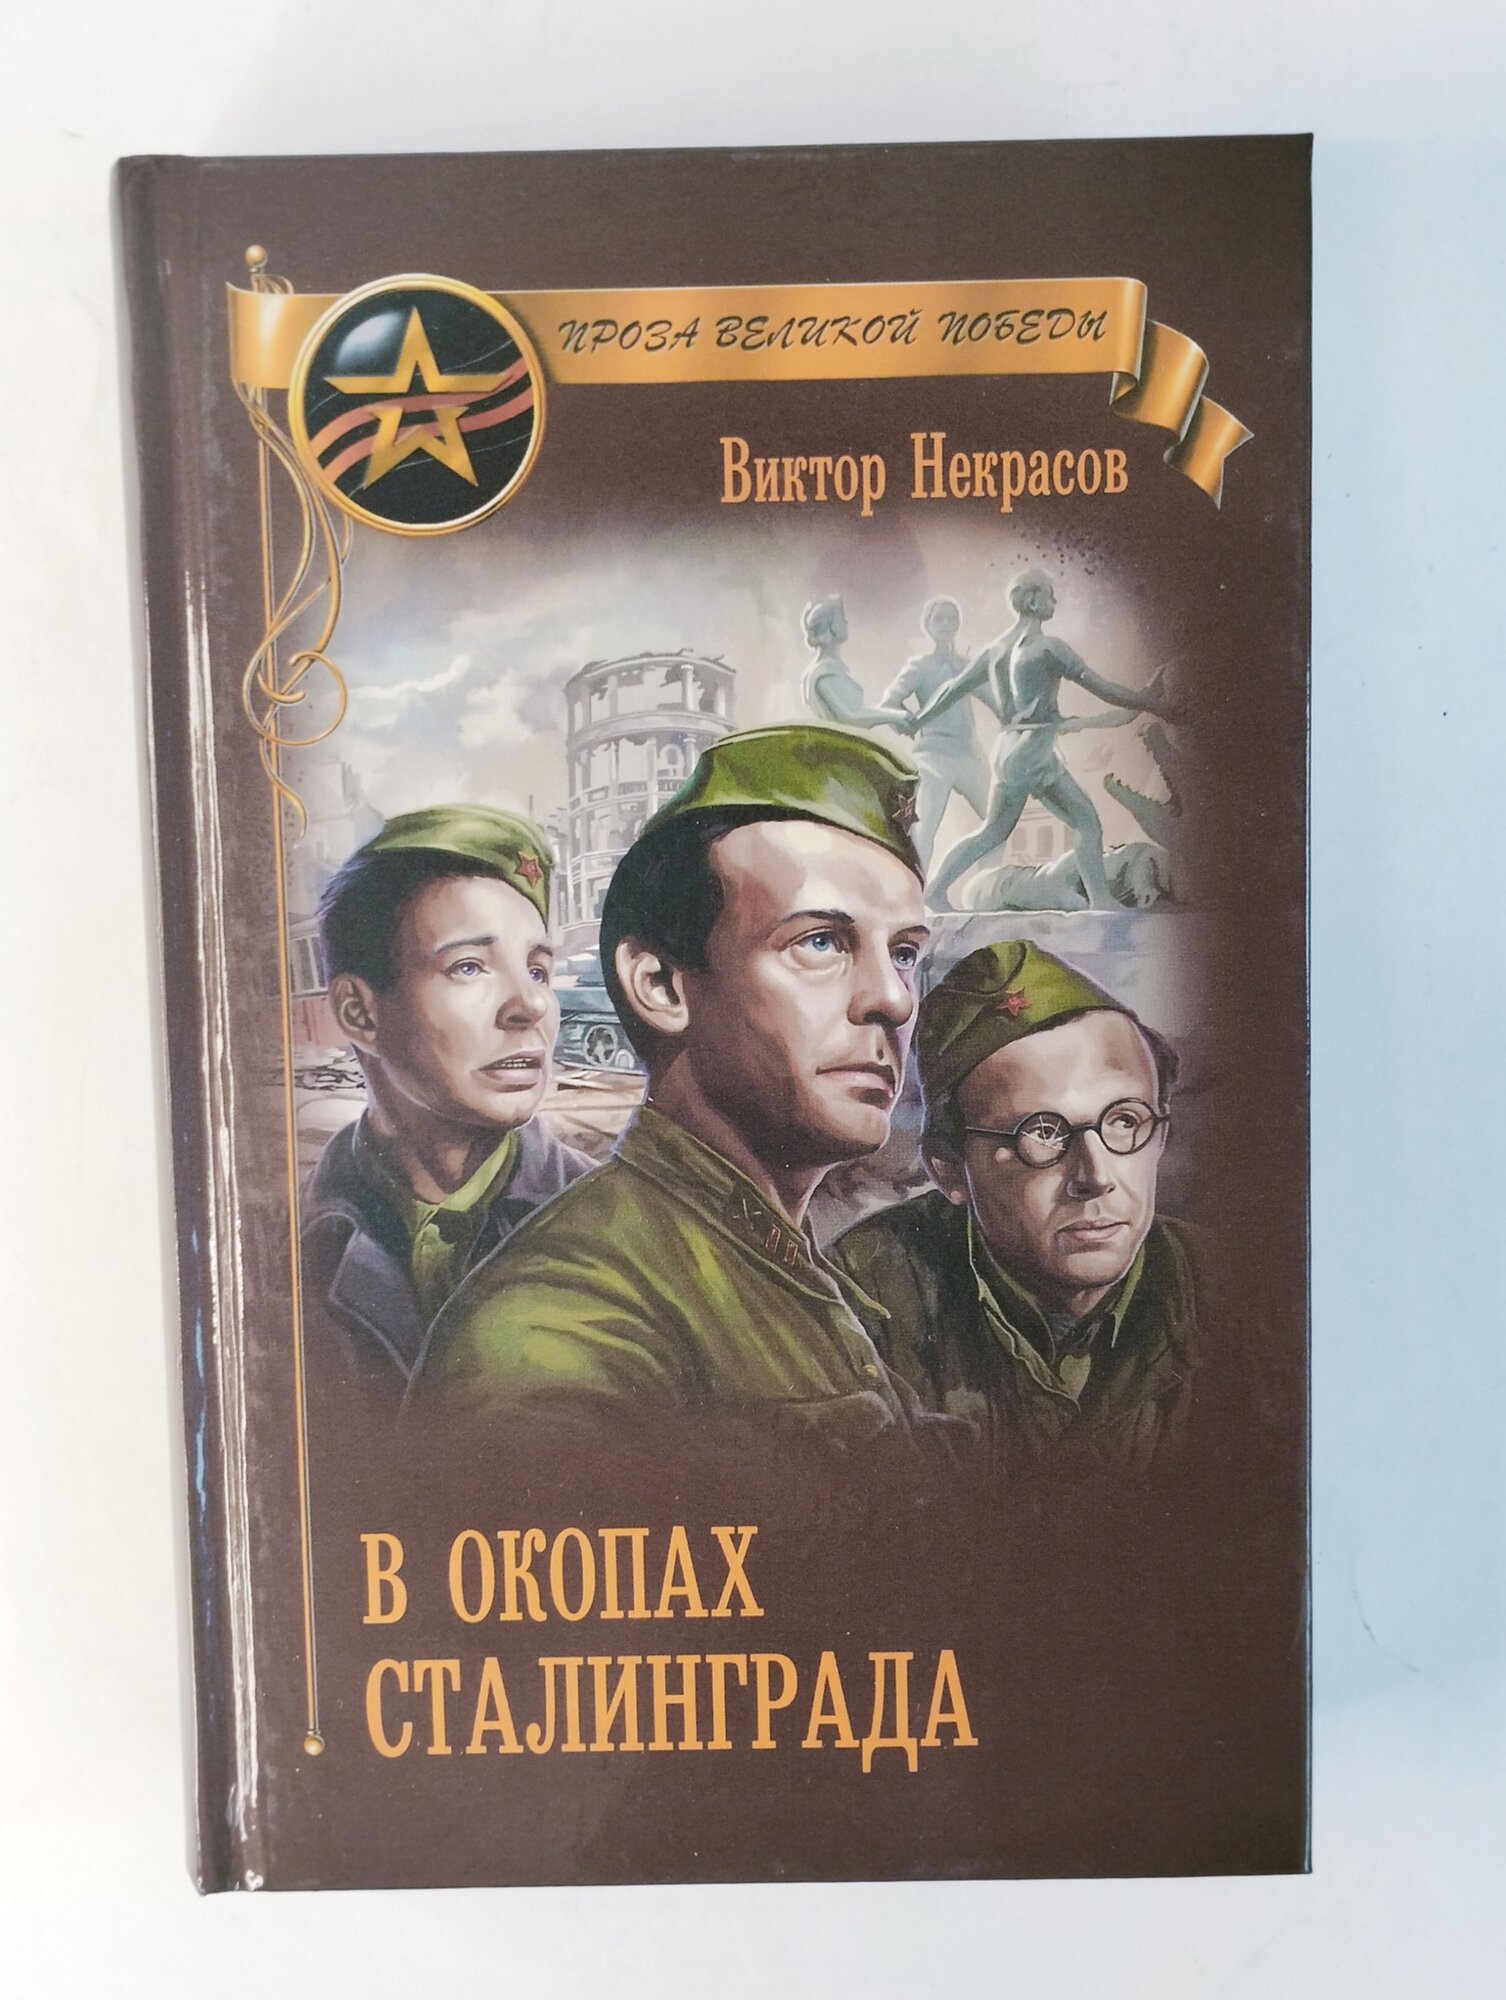 ПРОЗА ВЕЛИКОЙ ПОБЕДЫ
Виктор Некрасов
В ОКОПАХ
СТАЛИНГРАДА